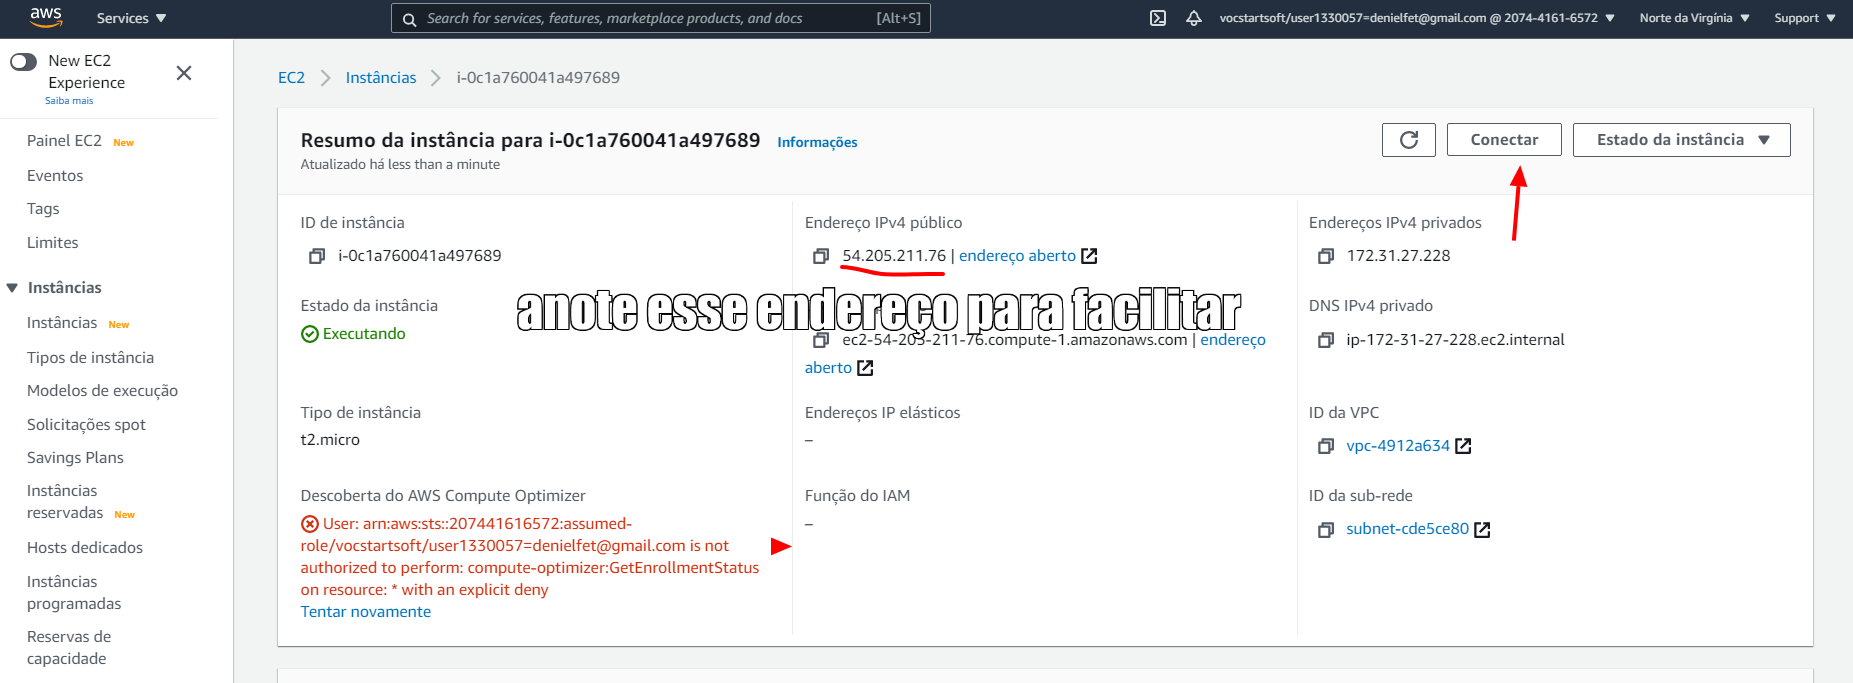 aws
Services
Search for services, features, marketplace products, and docs
[Alt+S]
vocstartsoft/user1330057=denielfet@gmail.com @ 2074-4161-6572
Norte da Virgínia
Support
New EC2
Experience
Saiba mais
Painel EC2 New
Eventos
Tags
Limites
Instâncias
Instâncias New
Tipos de instância
Modelos de execução
Solicitações spot
Savings Plans
Instâncias
reservadas New
Hosts dedicados
Instâncias
programadas
Reservas de
capacidade
EC2
Instâncias
i-0c1a760041a497689
Resumo da instância para i-0c1a760041a497689 Informações
Atualizado há less than a minute
Conectar
Estado da instância
ID de instância
i-0c1a760041a497689
Endereço IPv4 público
54.205.211.76 | endereço aberto
Endereços IPv4 privados
172.31.27.228
anote esse endereço para facilitar
Estado da instância
Executando
ec2-54-205-211-76.compute-1.amazonaws.com | endereço
aberto
DNS IPv4 privado
ip-172-31-27-228.ec2.internal
Tipo de instância
t2.micro
Endereços IP elásticos
–
ID da VPC
vpc-4912a634
Descoberta do AWS Compute Optimizer
User: arn:aws:sts::207441616572:assumed-
role/vocstartsoft/user1330057=denielfet@gmail.com is not
authorized to perform: compute-optimizer:GetEnrollmentStatus
on resource: * with an explicit deny
Tentar novamente
Função do IAM
–
ID da sub-rede
subnet-cde5ce80